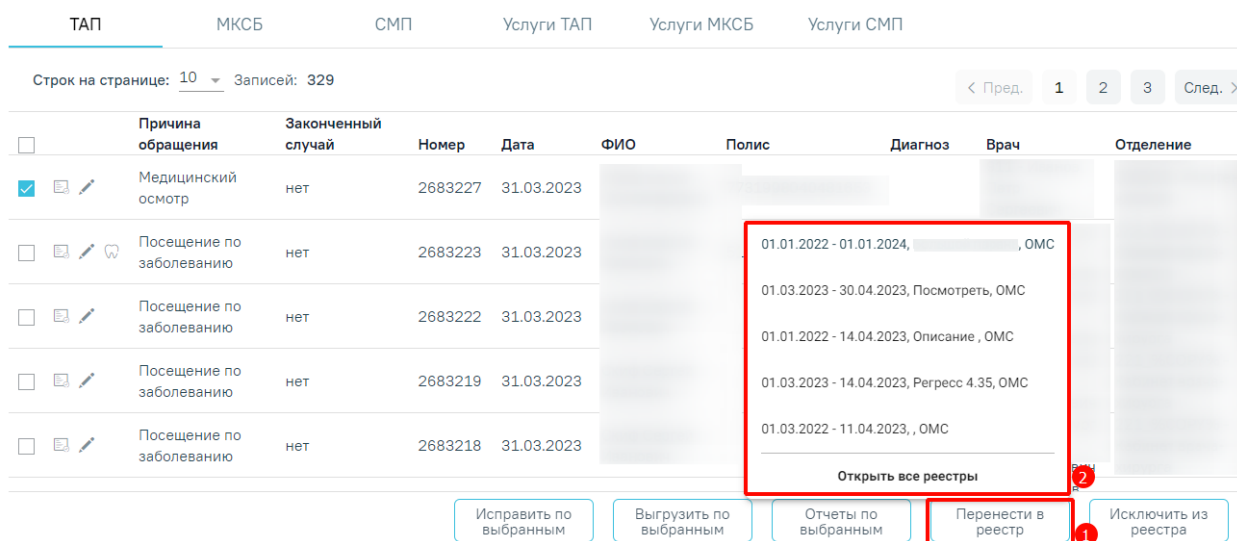 ТАП МКСБ СМП Услуги ТАП Услуги МКСБ Услуги СМП
Строк на странице: 10 Записей: 329 < Пред. 1 2 3 След. >
Причина обращения Законченный случай Номер Дата ФИО Полис Диагноз Врач Отделение
Медицинский осмотр нет 2683227 31.03.2023
Посещение по заболеванию нет 2683223 31.03.2023
Посещение по заболеванию нет 2683222 31.03.2023
Посещение по заболеванию нет 2683219 31.03.2023
Посещение по заболеванию нет 2683218 31.03.2023
01.01.2022 - 01.01.2024, , ОМС
01.03.2023 - 30.04.2023, Посмотреть, ОМС
01.01.2022 - 14.04.2023, Описание , ОМС
01.03.2023 - 14.04.2023, Регресс 4.35, ОМС
01.03.2022 - 11.04.2023, , ОМС
Открыть все реестры
2
Исправить по выбранным
Выгрузить по выбранным
Отчеты по выбранным
Перенести в реестр
1
Исключить из реестра